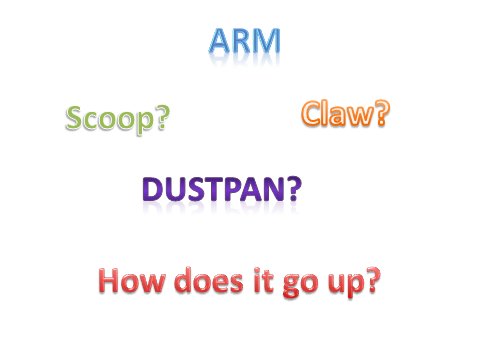 ARM
Scoop?
Claw?
DUSTPAN?
How does it go up?